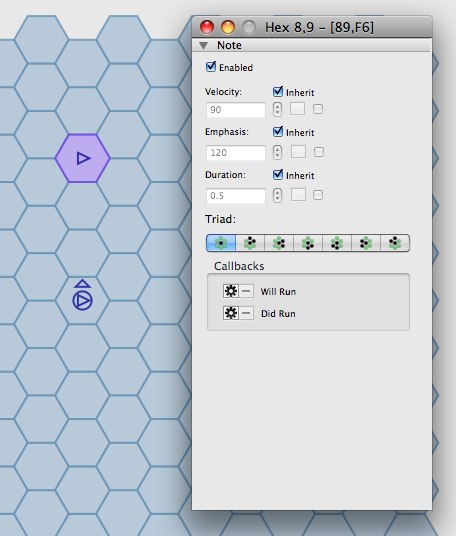 Hex 8,9 – [89,F6]
Note
Enabled
Velocity:
Inherit
90
Emphasis:
Inherit
120
Duration:
Inherit
0.5
Triad:
Callbacks
Will Run
Did Run